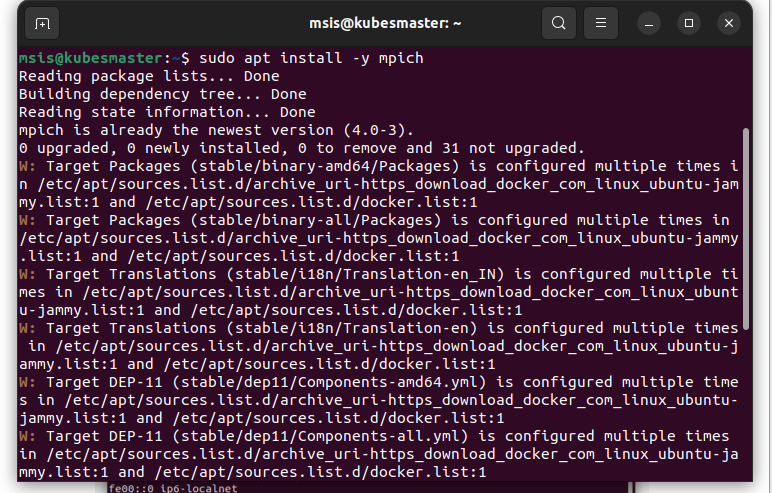 msis@kubesmaster: ~
msis@kubesmaster:~$ sudo apt install -y mpich
Reading package lists... Done
Building dependency tree... Done
Reading state information... Done
mpich is already the newest version (4.0-3).
0 upgraded, 0 newly installed, 0 to remove and 31 not upgraded.
W: Target Packages (stable/binary-amd64/Packages) is configured multiple times i
n /etc/apt/sources.list.d/archive_uri-https_download_docker_com_linux_ubuntu-jam
my.list:1 and /etc/apt/sources.list.d/docker.list:1
W: Target Packages (stable/binary-all/Packages) is configured multiple times in
/etc/apt/sources.list.d/archive_uri-https_download_docker_com_linux_ubuntu-jammy
.list:1 and /etc/apt/sources.list.d/docker.list:1
W: Target Translations (stable/i18n/Translation-en_IN) is configured multiple ti
mes in /etc/apt/sources.list.d/archive_uri-https_download_docker_com_linux_ubunt
u-jammy.list:1 and /etc/apt/sources.list.d/docker.list:1
W: Target Translations (stable/i18n/Translation-en) is configured multiple times
 in /etc/apt/sources.list.d/archive_uri-https_download_docker_com_linux_ubuntu-j
ammy.list:1 and /etc/apt/sources.list.d/docker.list:1
W: Target DEP-11 (stable/dep11/Components-amd64.yml) is configured multiple time
s in /etc/apt/sources.list.d/archive_uri-https_download_docker_com_linux_ubuntu-
jammy.list:1 and /etc/apt/sources.list.d/docker.list:1
W: Target DEP-11 (stable/dep11/Components-all.yml) is configured multiple times
in /etc/apt/sources.list.d/archive_uri-https_download_docker_com_linux_ubuntu-ja
mmy.list:1 and /etc/apt/sources.list.d/docker.list:1
fe00::0 ip6-localnet